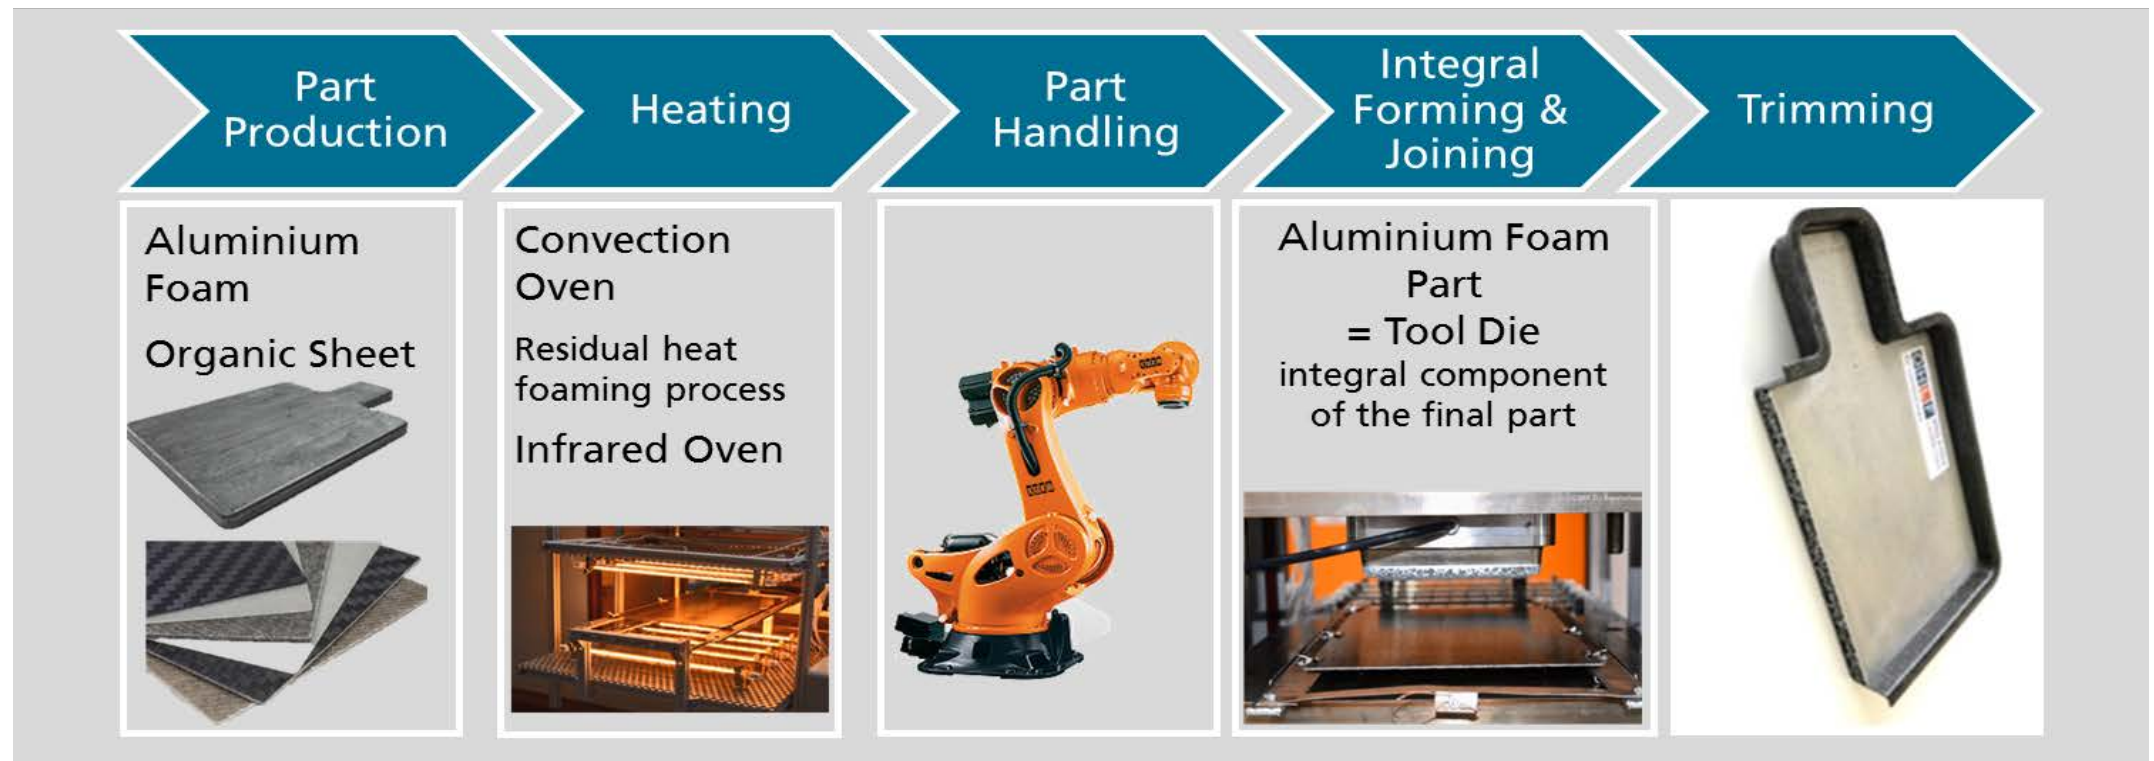 Part
Production
Heating
Part
Handling
Integral
Forming &
Joining
Trimming
Aluminium
Foam
Organic Sheet
Convection
Oven
Residual heat
foaming process
Infrared Oven
Aluminium Foam
Part
= Tool Die
integral component
of the final part